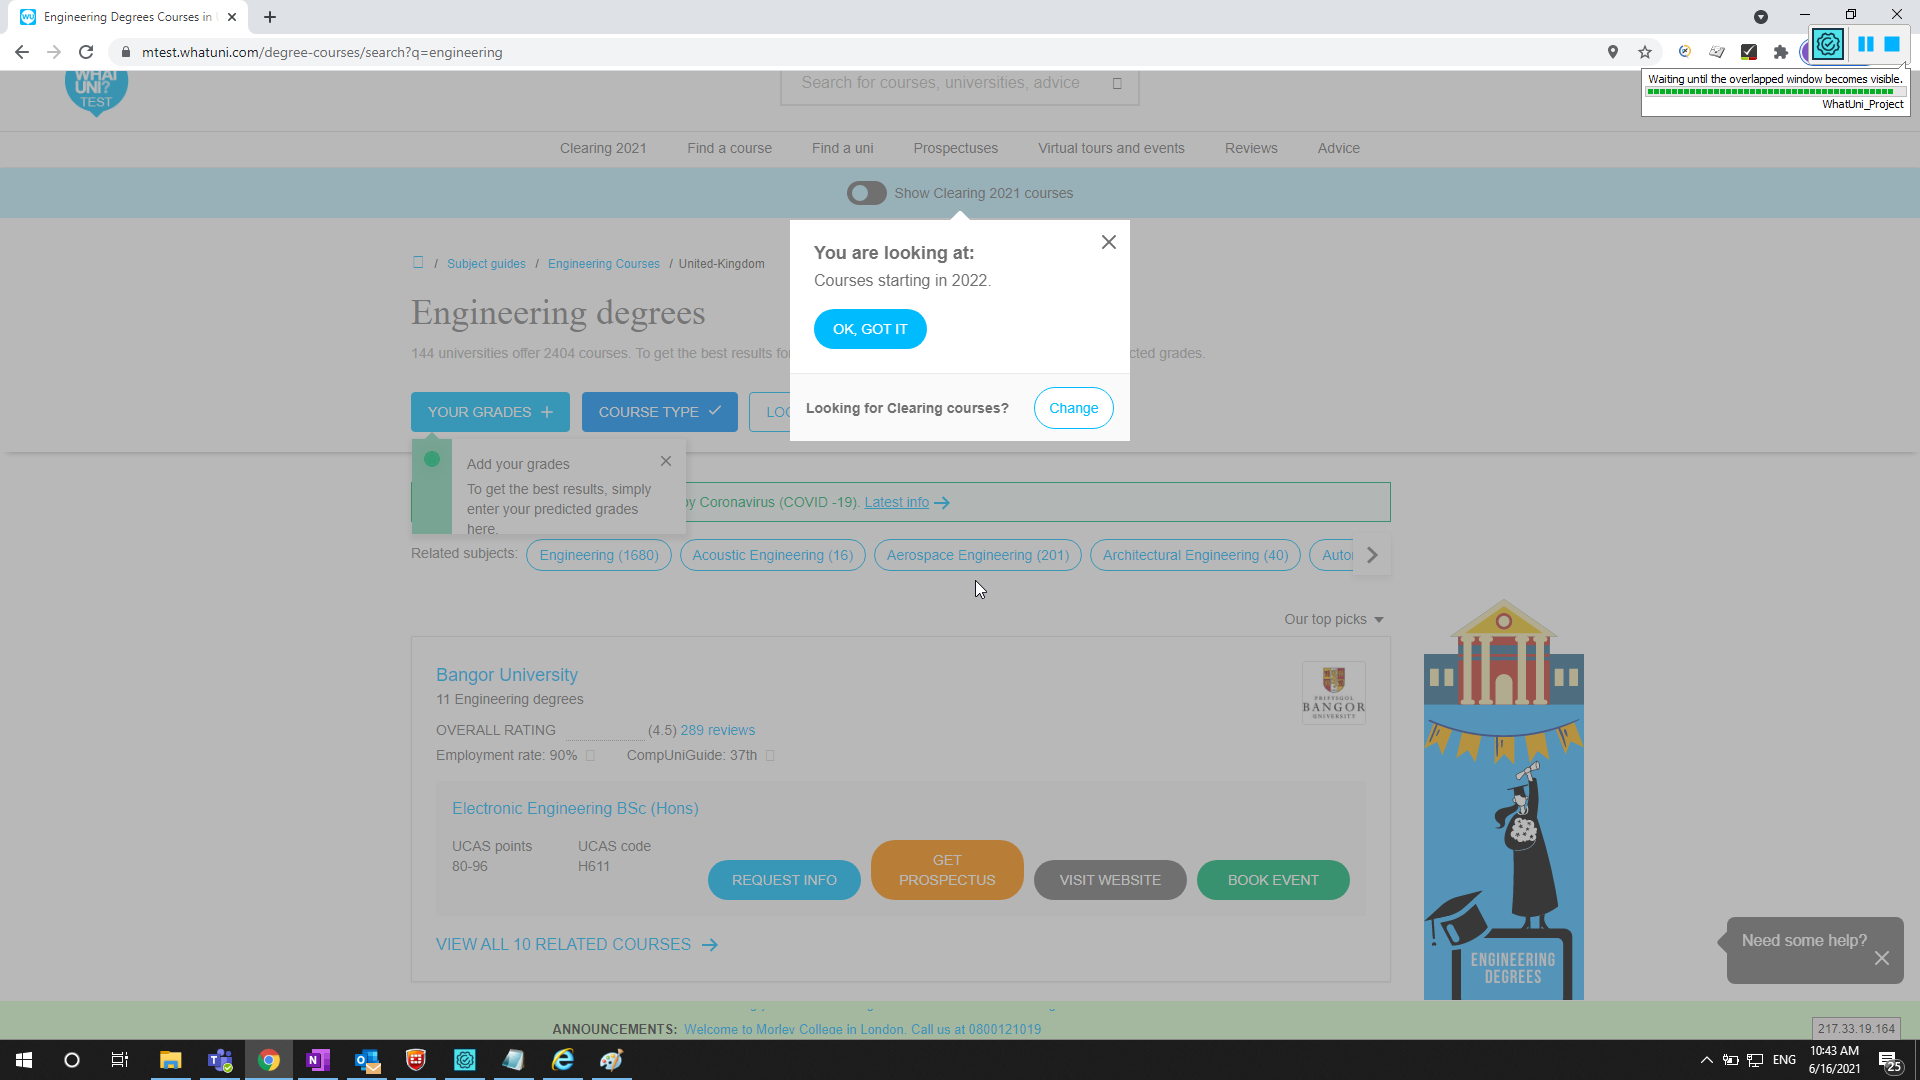 Engineering Degrees Courses in
mtest.whatuni.com/degree-courses/search?q=engineering
Waiting until the overlapped window becomes visible.
WhatUni_Project
WHAT
UNI?
TEST
Search for courses, universities, advice
Clearing 2021 Find a course Find a uni Prospectuses Virtual tours and events Reviews Advice
Show Clearing 2021 courses
You are looking at:
Courses starting in 2022.
OK, GOT IT
Looking for Clearing courses? Change
/ Subject guides / Engineering Courses / United-Kingdom
Engineering degrees
144 universities offer 2404 courses. To get the best results fo
cted grades.
YOUR GRADES + COURSE TYPE LOC
Add your grades
To get the best results, simply
enter your predicted grades
here.
by Coronavirus (COVID -19). Latest info
Related subjects: Engineering (1680) Acoustic Engineering (16) Aerospace Engineering (201) Architectural Engineering (40) Auto
Our top picks
Bangor University
11 Engineering degrees
OVERALL RATING (4.5) 289 reviews
Employment rate: 90% CompUniGuide: 37th
PRIFYSGOL
BANGOR
UNIVERSITY
Electronic Engineering BSc (Hons)
UCAS points UCAS code
80-96 H611
REQUEST INFO GET PROSPECTUS VISIT WEBSITE BOOK EVENT
VIEW ALL 10 RELATED COURSES
ENGINEERING
DEGREES
Need some help?
ANNOUNCEMENTS: Welcome to Morley College in London. Call us at 0800121019
217.33.19.164
ENG
10:43 AM
6/16/2021
25